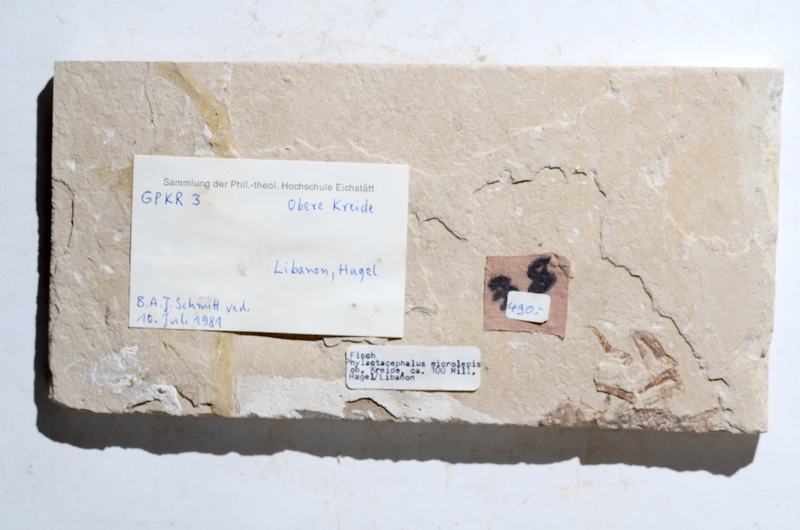 Sammlung der Phil.-theol. Hochschule Eichstätt
GPKR 3
Obere Kreide
Libanon, Hagel
B.A.J. Schmitt ved.
10. Juli 1981
490.-
Fisch
Phylactacephalus microlepis
ob. Kreide, ca. 100 Mill.
Hagel/Libanon